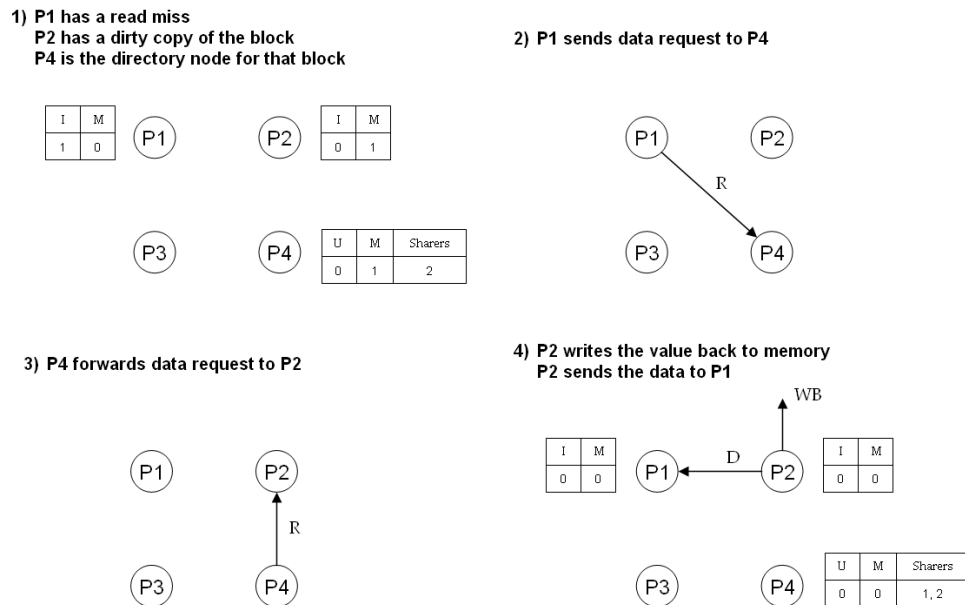 1) P1 has a read miss
P2 has a dirty copy of the block
P4 is the directory node for that block
I M
1 0
P1
P2
I M
0 1
P3
P4
U M Sharers
0 1 2
2) P1 sends data request to P4
P1
P2
R
P3
P4
3) P4 forwards data request to P2
P1
P2
R
P3
P4
4) P2 writes the value back to memory
P2 sends the data to P1
WB
I M
0 0
P1
D
P2
I M
0 0
P3
P4
U M Sharers
0 0 1, 2